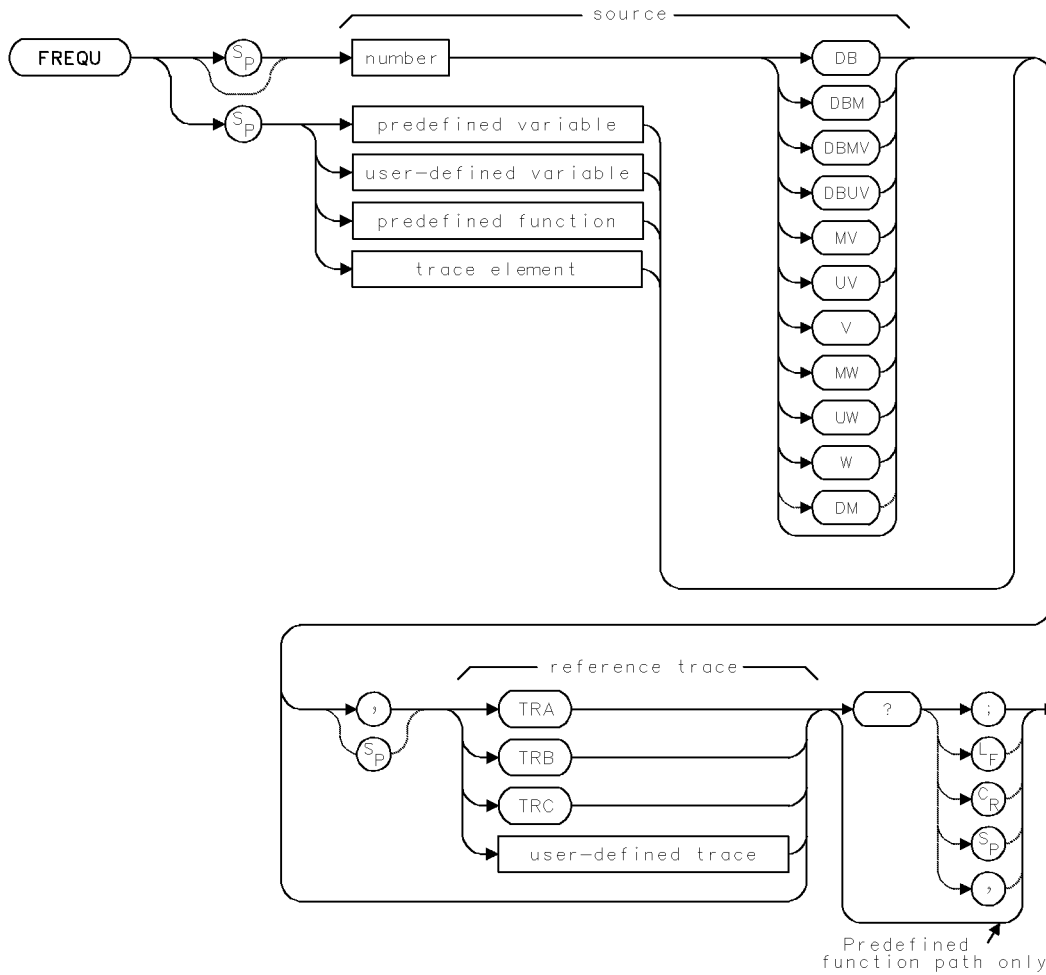 source
FREQU
SP
number
DB
DBM
SP
predefined variable
DBMV
user-defined variable
DBUV
predefined function
MV
trace element
UV
V
MW
UW
W
DM
reference trace
,
TRA
?
;
SP
TRB
LF
TRC
CR
user-defined trace
SP
,
Predefined
function path only